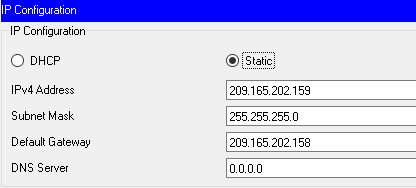 IP Configuration
IP Configuration
DHCP Static
IPv4 Address 209.165.202.159
Subnet Mask 255.255.255.0
Default Gateway 209.165.202.158
DNS Server 0.0.0.0